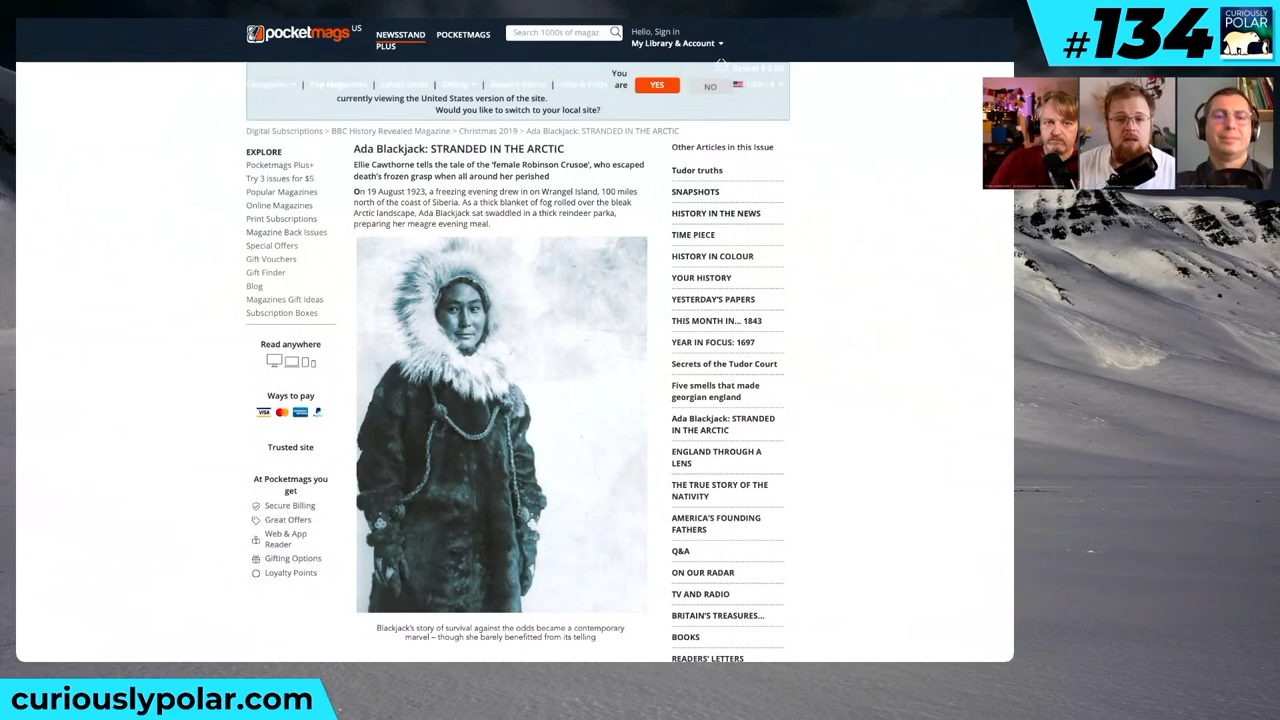 pocketmags US
NEWSSTAND
PLUS
POCKETMAGS
Search 1000s of magaz
Hello, Sign in
My Library & Account
#134
CURIOUSLY
POLAR
You
are
YES
NO
currently viewing the United States version of the site.
Would you like to switch to your local site?
Digital Subscriptions > BBC History Revealed Magazine > Christmas 2019 > Ada Blackjack: STRANDED IN THE ARCTIC
EXPLORE
Pocketmags Plus+
Try 3 issues for $5
Popular Magazines
Online Magazines
Print Subscriptions
Magazine Back Issues
Special Offers
Gift Vouchers
Gift Finder
Blog
Magazines Gift Ideas
Subscription Boxes
Read anywhere
Ways to pay
VISA
PayPal
Trusted site
At Pocketmags you
get
Secure Billing
Great Offers
Web & App
Reader
Gifting Options
Loyalty Points
Ada Blackjack: STRANDED IN THE ARCTIC
Ellie Cawthorne tells the tale of the 'female Robinson Crusoe', who escaped
death's frozen grasp when all around her perished
On 19 August 1923, a freezing evening drew in on Wrangel Island, 100 miles
north of the coast of Siberia. As a thick blanket of fog rolled over the bleak
Arctic landscape, Ada Blackjack sat swaddled in a thick reindeer parka,
preparing her meagre evening meal.
Blackjack's story of survival against the odds became a contemporary
marvel – though she barely benefitted from its telling
Other Articles in this Issue
Tudor truths
SNAPSHOTS
HISTORY IN THE NEWS
TIME PIECE
HISTORY IN COLOUR
YOUR HISTORY
YESTERDAY'S PAPERS
THIS MONTH IN... 1843
YEAR IN FOCUS: 1697
Secrets of the Tudor Court
Five smells that made
georgian england
Ada Blackjack: STRANDED
IN THE ARCTIC
ENGLAND THROUGH A
LENS
THE TRUE STORY OF THE
NATIVITY
AMERICA'S FOUNDING
FATHERS
Q&A
ON OUR RADAR
TV AND RADIO
BRITAIN'S TREASURES...
BOOKS
READERS' LETTERS
curiouslypolar.com